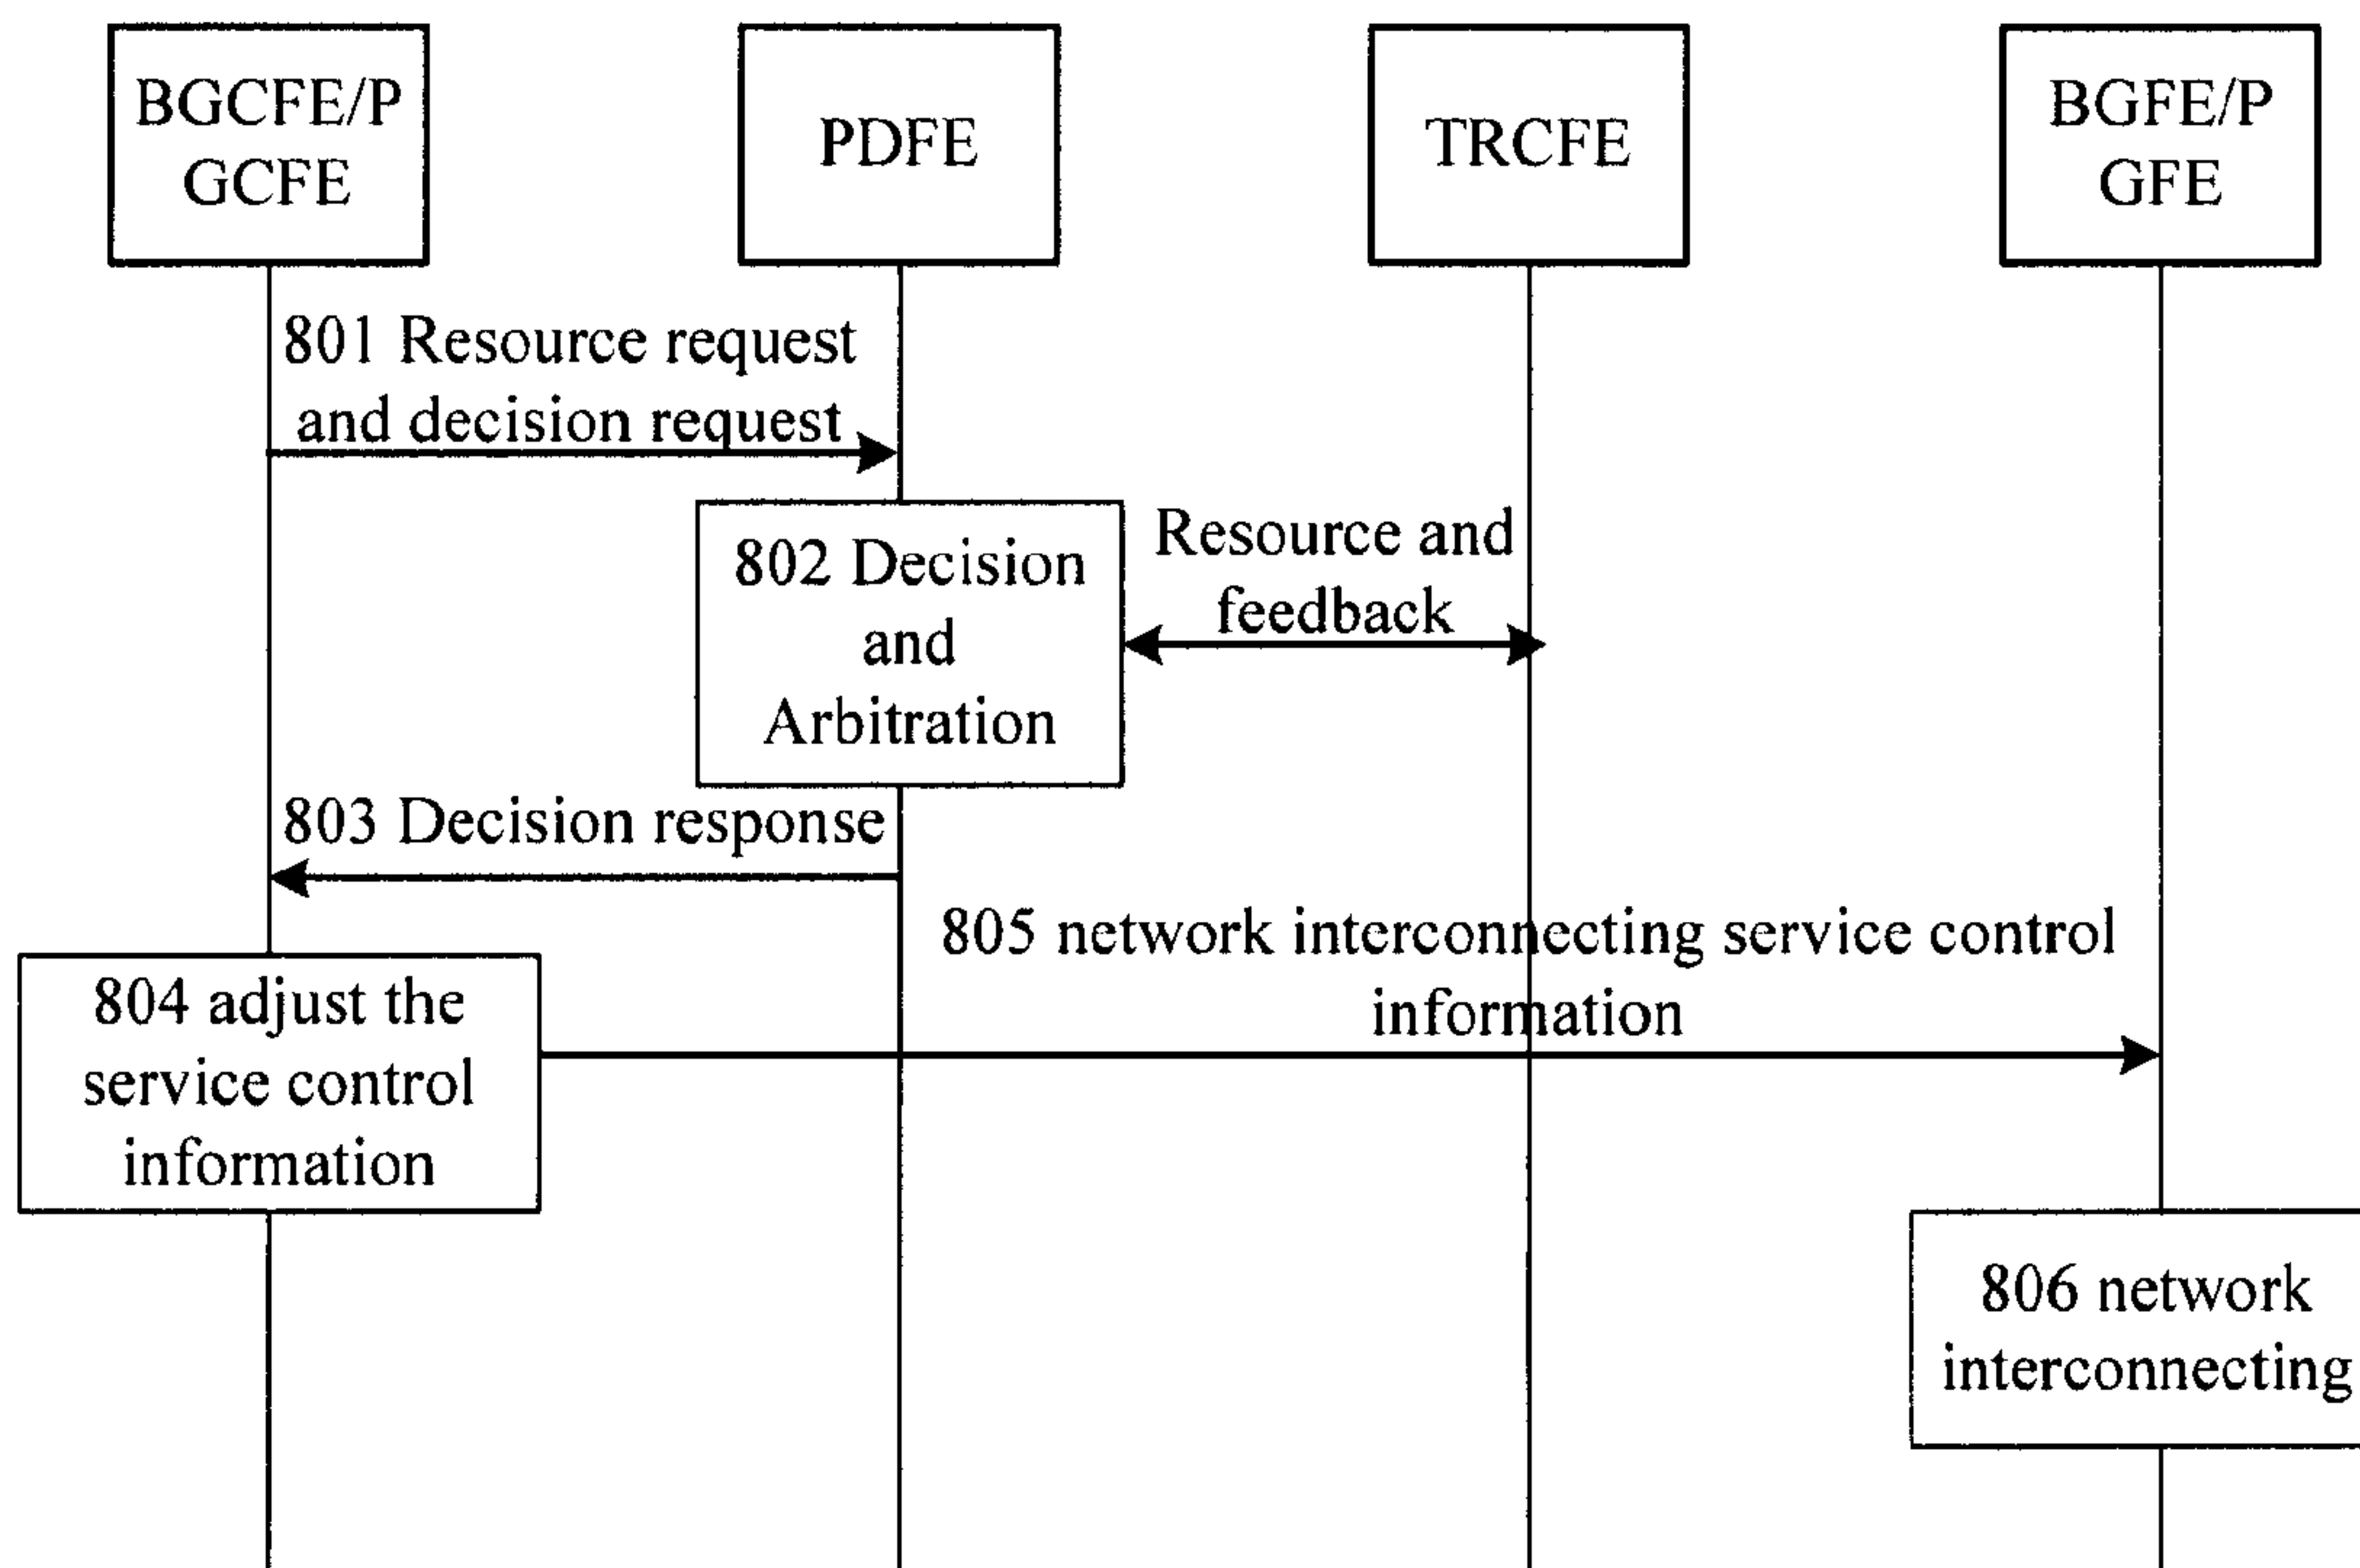 BGCFE/P
GCFE
PDFE
TRCFE
BGFE/P
GFE
801 Resource request
and decision request
802 Decision
and
Arbitration
Resource and
feedback
803 Decision response
805 network interconnecting service control
information
804 adjust the
service control
information
806 network
interconnecting